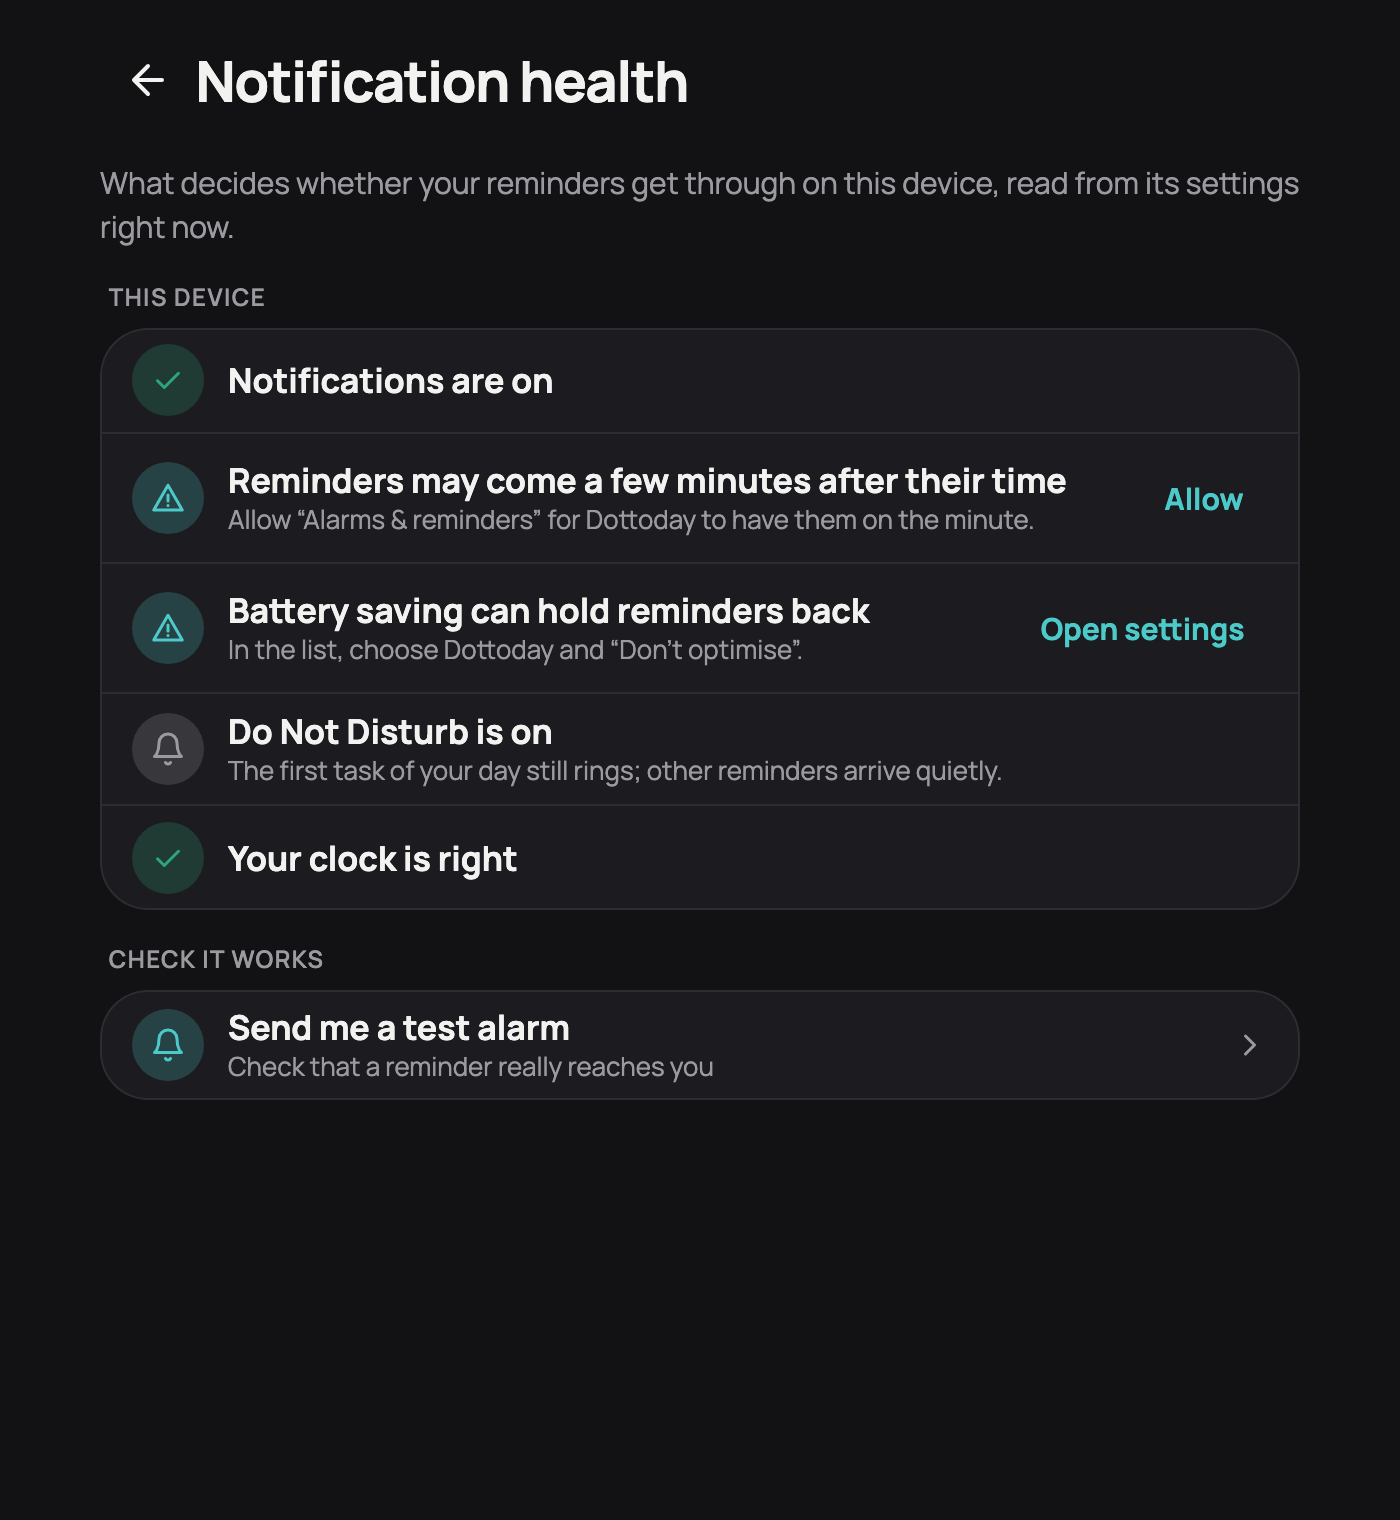 Notification health
What decides whether your reminders get through on this device, read from its settings
right now.
THIS DEVICE
Notifications are on
Reminders may come a few minutes after their time
Allow “Alarms & reminders” for Dottoday to have them on the minute.
Allow
Battery saving can hold reminders back
In the list, choose Dottoday and “Don’t optimise”.
Open settings
Do Not Disturb is on
The first task of your day still rings; other reminders arrive quietly.
Your clock is right
CHECK IT WORKS
Send me a test alarm
Check that a reminder really reaches you